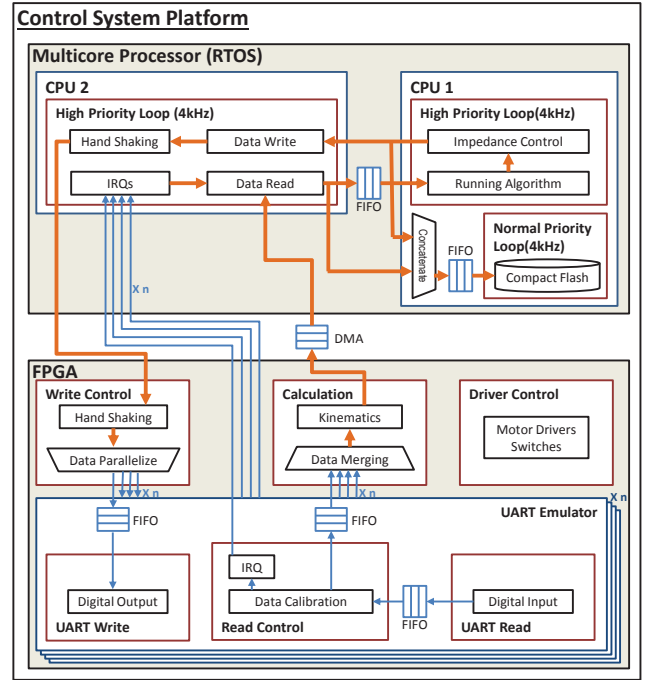 Control System Platform
Multicore Processor (RTOS)
CPU 2
High Priority Loop (4kHz)
Hand Shaking
Data Write
IRQs
Data Read
FIFO
CPU 1
High Priority Loop(4kHz)
Impedance Control
Running Algorithm
Concatenate
FIFO
Normal Priority
Loop(4kHz)
Compact Flash
X n
DMA
FPGA
Write Control
Hand Shaking
Data Parallelize
X n
Calculation
Kinematics
Data Merging
X n
Driver Control
Motor Drivers
Switches
X n
UART Emulator
FIFO
FIFO
Digital Output
UART Write
IRQ
Data Calibration
Read Control
FIFO
Digital Input
UART Read